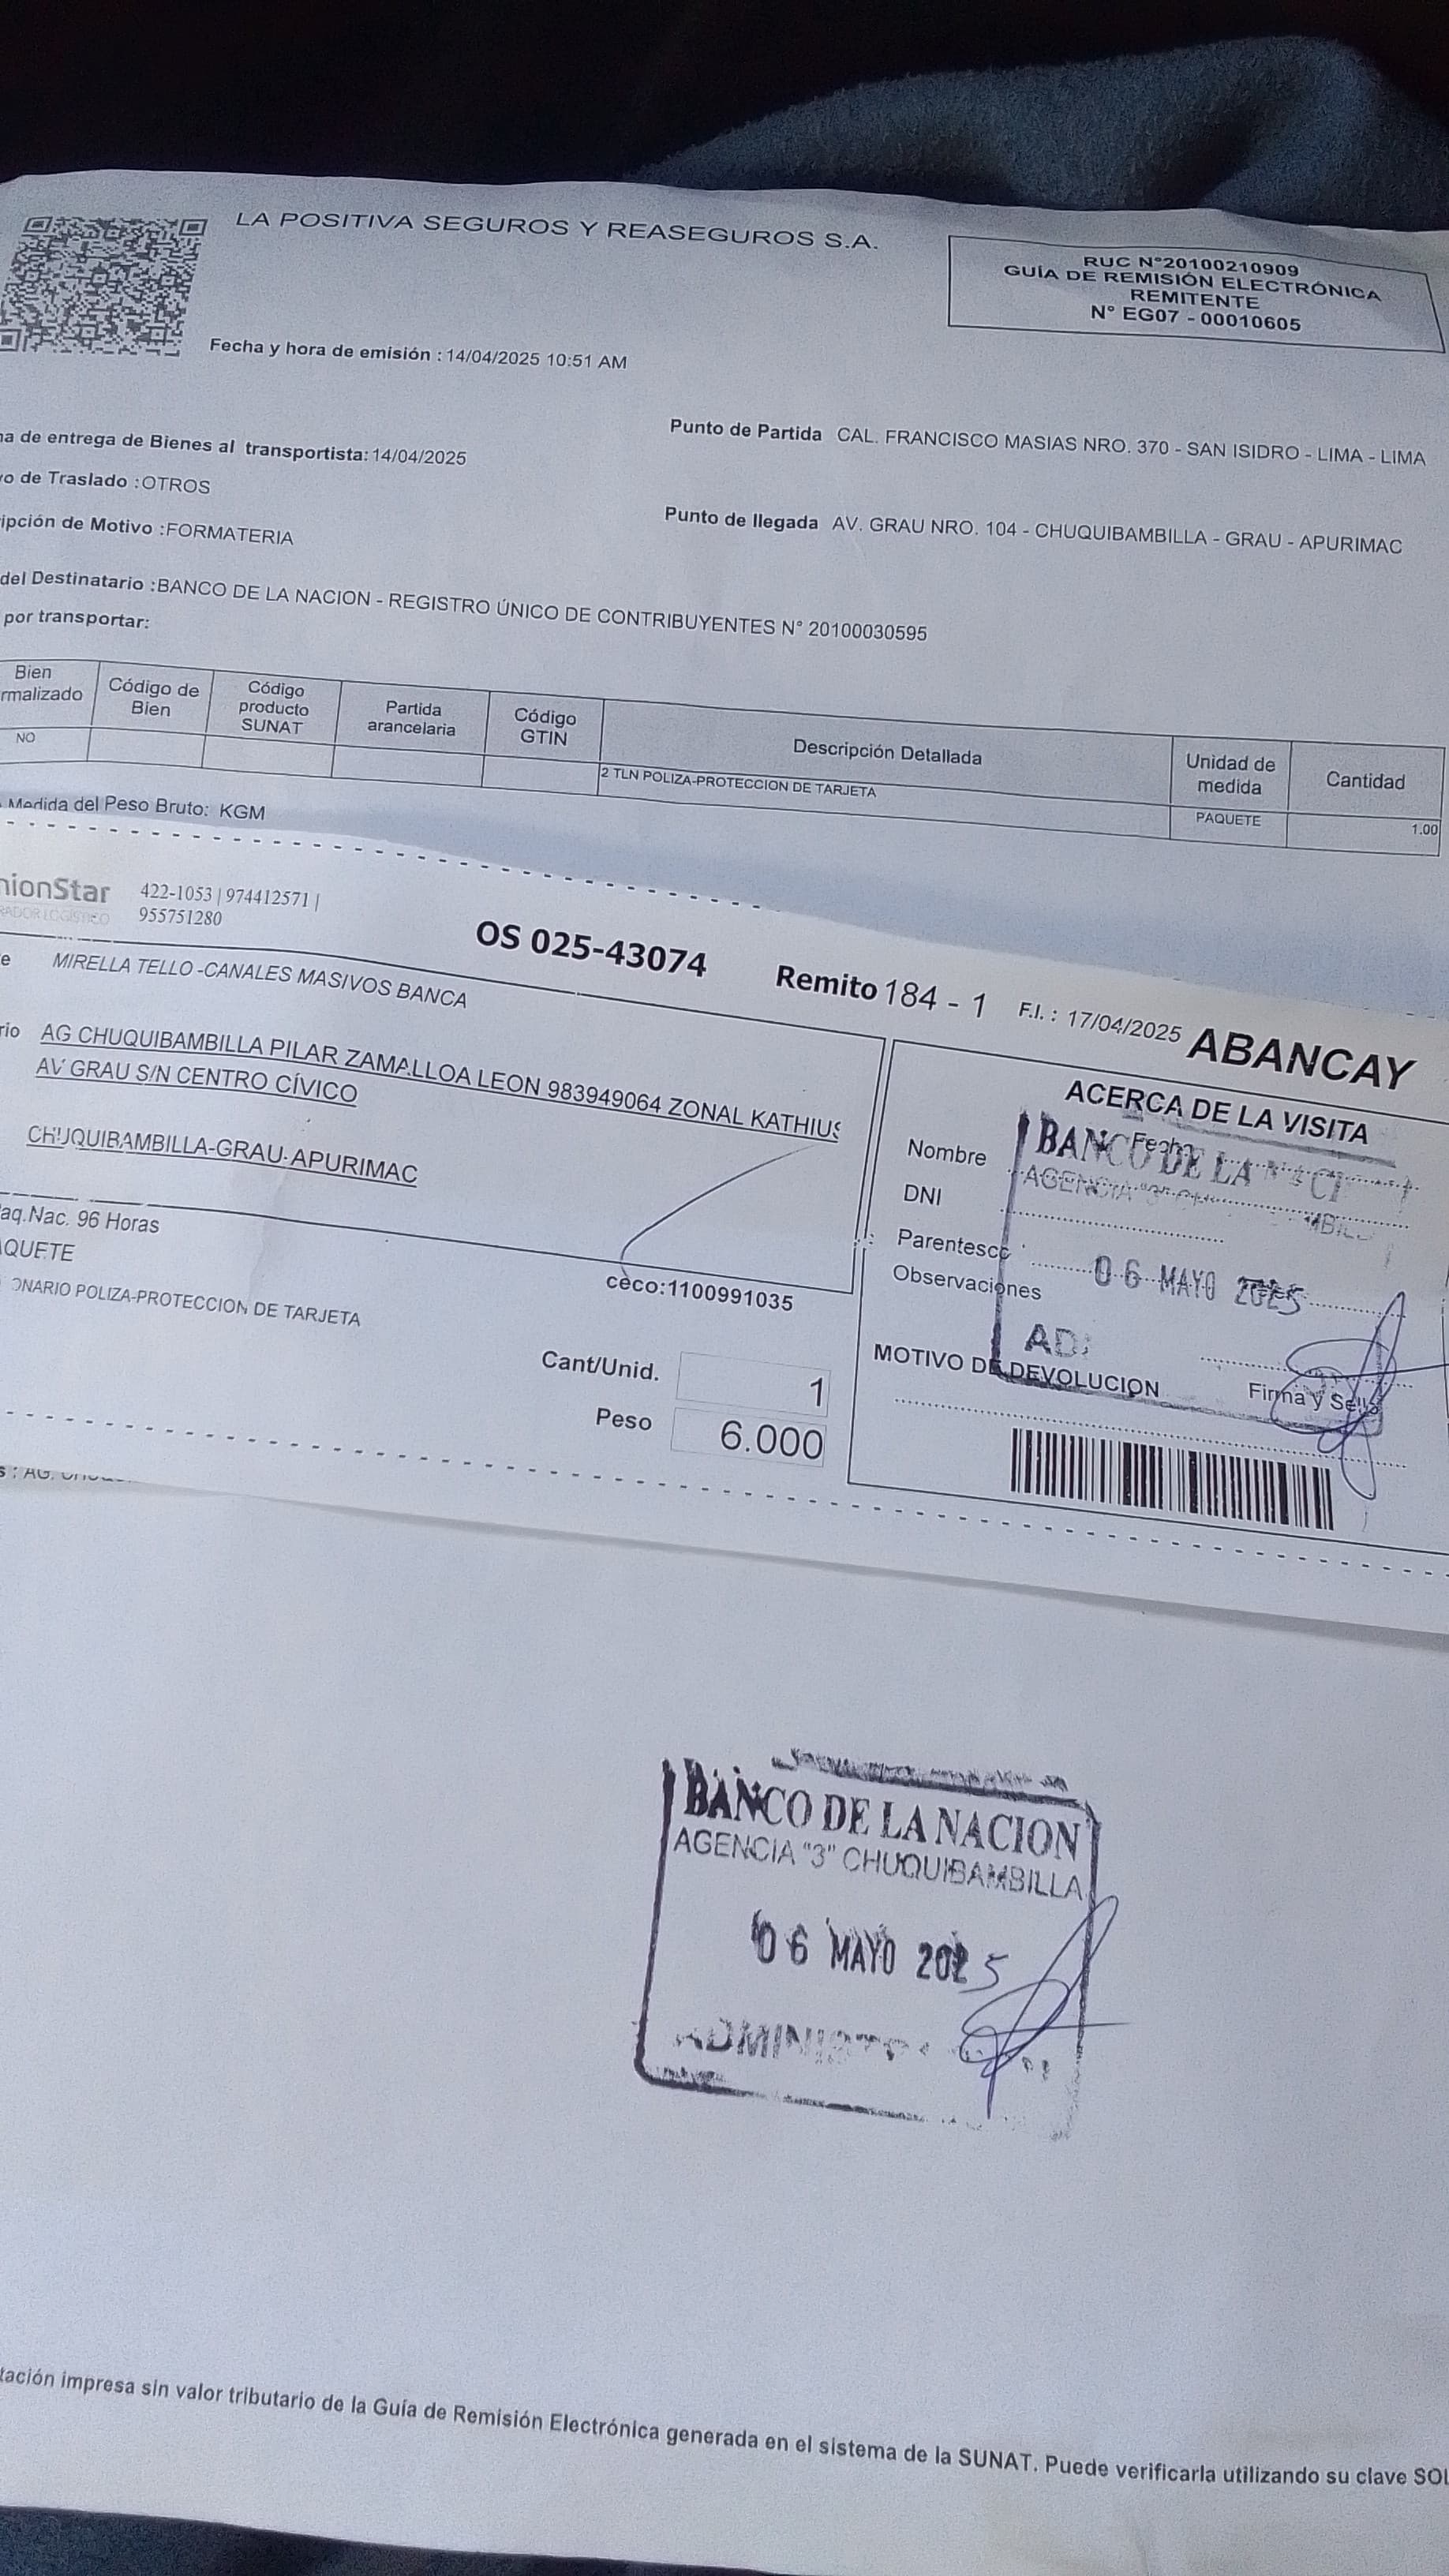 LA POSITIVA SEGUROS Y REASEGUROS S.A.
RUC N°20100210909
GUÍA DE REMISIÓN ELECTRÓNICA
REMITENTE
N° EG07 - 00010605
Fecha y hora de emisión : 14/04/2025 10:51 AM
a de entrega de Bienes al transportista: 14/04/2025
o de Traslado :OTROS
ipción de Motivo :FORMATERIA
Punto de Partida CAL. FRANCISCO MASIAS NRO. 370 - SAN ISIDRO - LIMA - LIMA
Punto de llegada AV. GRAU NRO. 104 - CHUQUIBAMBILLA - GRAU - APURIMAC
del Destinatario :BANCO DE LA NACION - REGISTRO ÚNICO DE CONTRIBUYENTES N° 20100030595
por transportar:
Bien
rmalizado
Código de
Bien
Código
producto
SUNAT
Partida
arancelaria
Código
GTIN
Descripción Detallada
Unidad de
medida
Cantidad
NO
2 TLN POLIZA-PROTECCION DE TARJETA
PAQUETE
1.00
Medida del Peso Bruto: KGM
nionStar
RADOR LOGÍSTICO
422-1053 | 974412571 |
955751280
OS 025-43074
Remito 184 - 1
F.I. : 17/04/2025
ABANCAY
e MIRELLA TELLO -CANALES MASIVOS BANCA
rio AG CHUQUIBAMBILLA PILAR ZAMALLOA LEON 983949064 ZONAL KATHIUS
AV GRAU S/N CENTRO CÍVICO
CHUQUIBAMBILLA-GRAU-APURIMAC
aq.Nac. 96 Horas
AQUETE
ONARIO POLIZA-PROTECCION DE TARJETA
ceco:1100991035
Cant/Unid. 1
Peso 6.000
ACERCA DE LA VISITA
Nombre
Fecha
DNI
Parentesco
Observaciones
MOTIVO DE DEVOLUCION
Firma y Sello
BANCO DE LA
AGENCIA "3"
06 MAYO 2025
BANCO DE LA NACION
AGENCIA "3" CHUQUIBAMBILLA
06 MAYO 2025
tación impresa sin valor tributario de la Guía de Remisión Electrónica generada en el sistema de la SUNAT. Puede verificarla utilizando su clave SOL